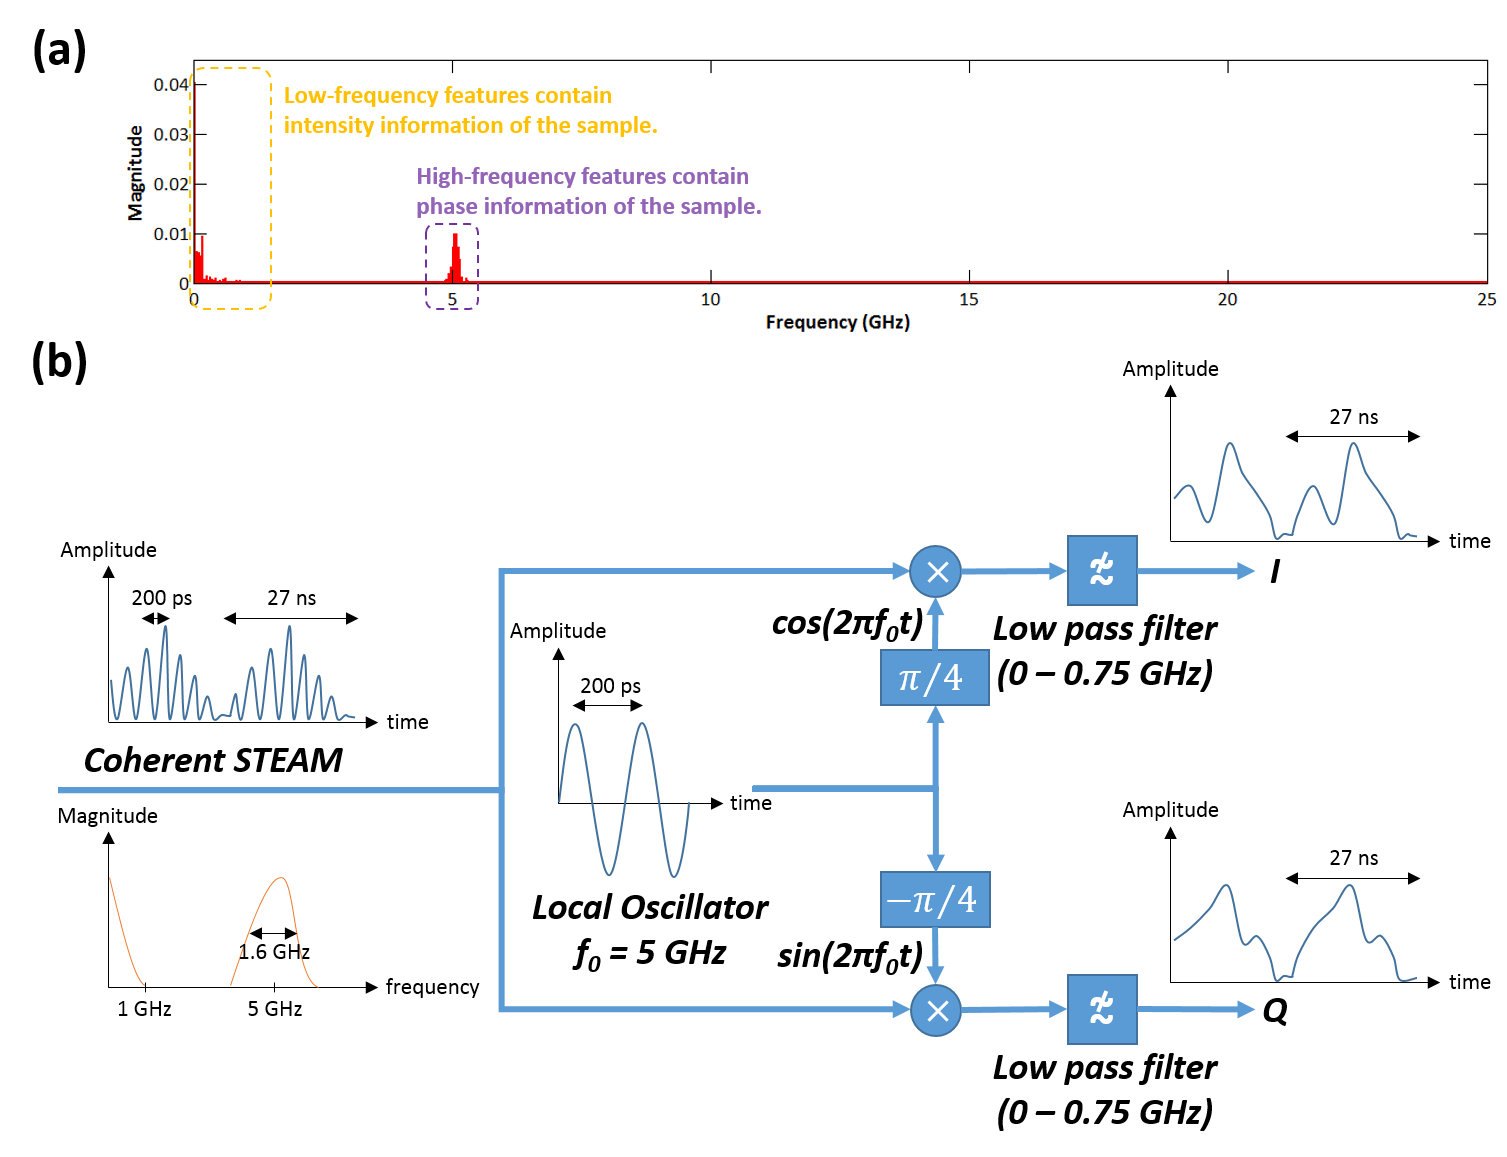 (a)
0.04
0.03
0.02
0.01
0
Magnitude
Low-frequency features contain
intensity information of the sample.
High-frequency features contain
phase information of the sample.
0
5
10
15
20
25
Frequency (GHz)
(b)
Amplitude
27 ns
time
I
Amplitude
200 ps
27 ns
time
Coherent STEAM
Magnitude
1.6 GHz
frequency
1 GHz
5 GHz
Amplitude
200 ps
time
Local Oscillator
f₀ = 5 GHz
×
cos(2πf₀t)
π/4
Low pass filter
(0 – 0.75 GHz)
−π/4
sin(2πf₀t)
×
Low pass filter
(0 – 0.75 GHz)
Amplitude
27 ns
time
Q